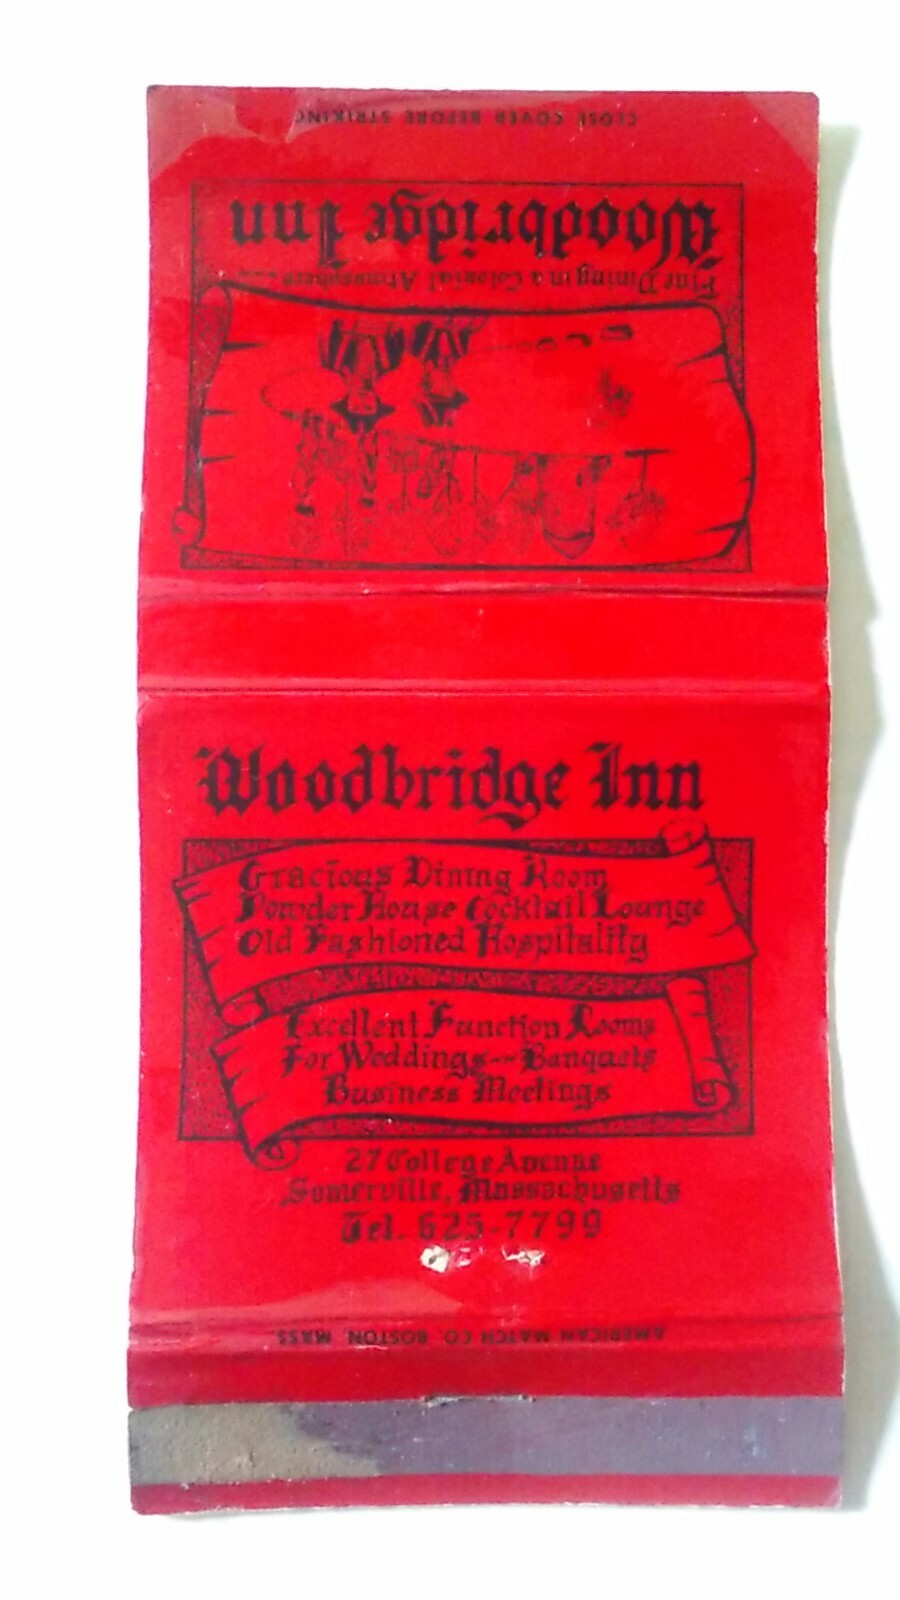 CLOSE COVER BEFORE STRIKING
Woodbridge Inn
Fine Dining in a Colonial Atmosphere...
Woodbridge Inn
Gracious Dining Room
Powder House Cocktail Lounge
Old Fashioned Hospitality
Excellent Function Rooms
For Weddings--Banquets
Business Meetings
27 College Avenue
Somerville, Massachusetts
Tel. 625-7799
AMERICAN MATCH CO. BOSTON, MASS.